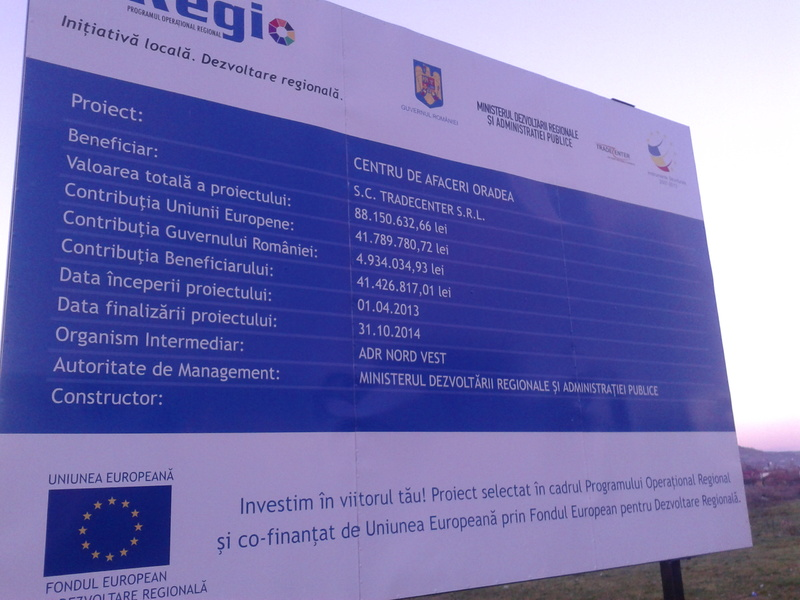 Regio
PROGRAMUL OPERAȚIONAL REGIONAL
Inițiativă locală. Dezvoltare regională.
GUVERNUL ROMÂNIEI
MINISTERUL DEZVOLTĂRII REGIONALE
ȘI ADMINISTRAȚIEI PUBLICE
TRADECENTER
Proiect: CENTRU DE AFACERI ORADEA
Beneficiar: S.C. TRADECENTER S.R.L.
Valoarea totală a proiectului: 88.150.632,66 lei
Contribuția Uniunii Europene: 41.789.780,72 lei
Contribuția Guvernului României: 4.934.034,93 lei
Contribuția Beneficiarului: 41.426.817,01 lei
Data începerii proiectului: 01.04.2013
Data finalizării proiectului: 31.10.2014
Organism Intermediar: ADR NORD VEST
Autoritate de Management: MINISTERUL DEZVOLTĂRII REGIONALE ȘI ADMINISTRAȚIEI PUBLICE
Constructor:
UNIUNEA EUROPEANĂ
Investim în viitorul tău! Proiect selectat în cadrul Programului Operațional Regional
și co-finanțat de Uniunea Europeană prin Fondul European pentru Dezvoltare Regională.
FONDUL EUROPEAN
DEZVOLTARE REGIONALĂ